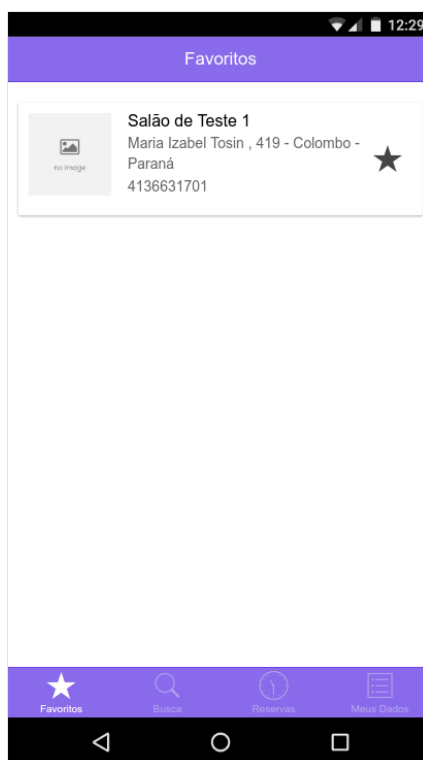 12:29
Favoritos
no image
Salão de Teste 1
Maria Izabel Tosin , 419 - Colombo -
Paraná
4136631701
Favoritos
Busca
Reservas
Meus Dados